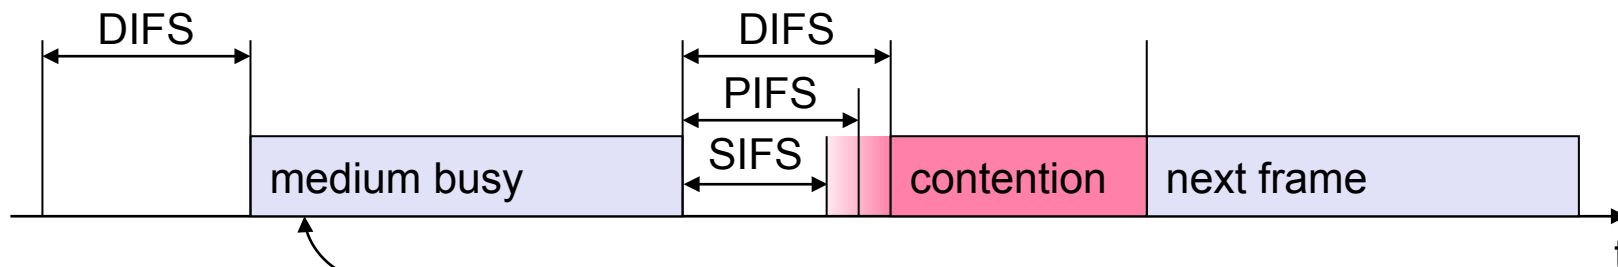 DIFS
DIFS
PIFS
SIFS
medium busy
contention
next frame
t